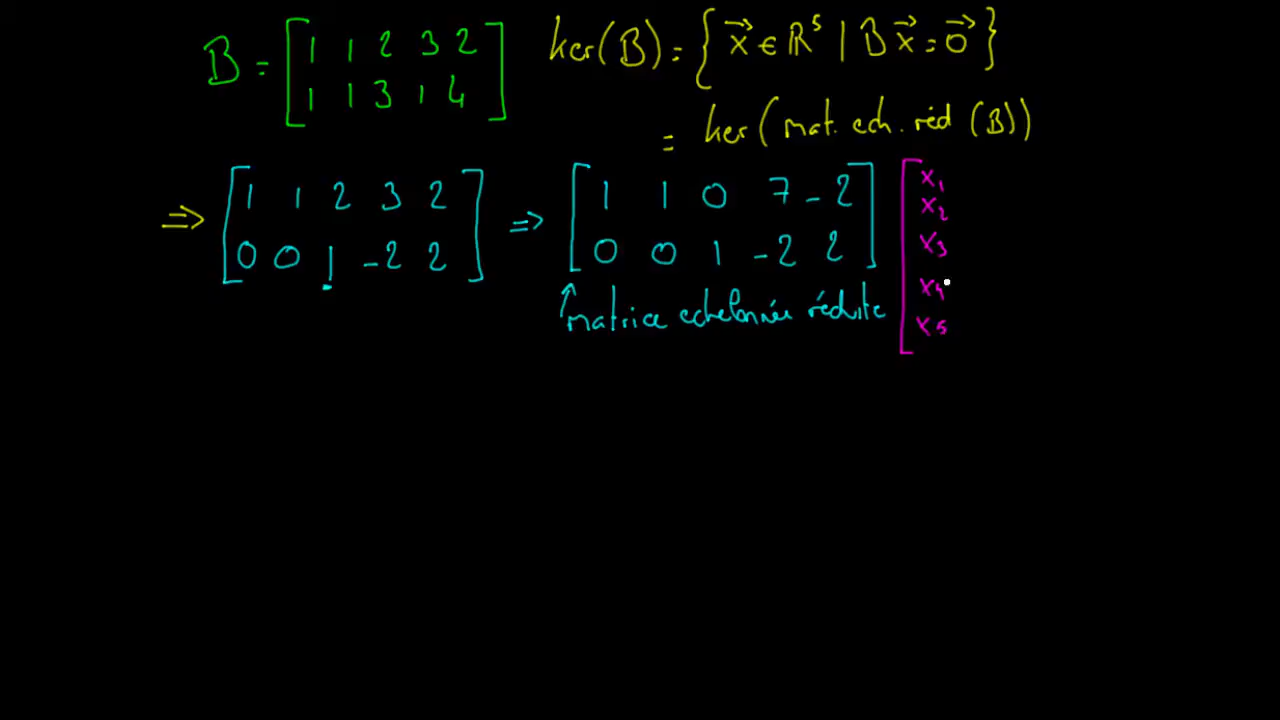 B = [ 1 1 2 3 2 ; 1 1 3 1 4 ] ker(B) = { x⃗ ∈ ℝ⁵ | B x⃗ = 0⃗ }
= ker( mat. ech. réd (B))
⇒ [ 1 1 2 3 2 ; 0 0 1 -2 2 ] ⇒ [ 1 1 0 7 -2 ; 0 0 1 -2 2 ] [ x₁ x₂ x₃ x₄ x₅
↑ matrice echelonnée réduite